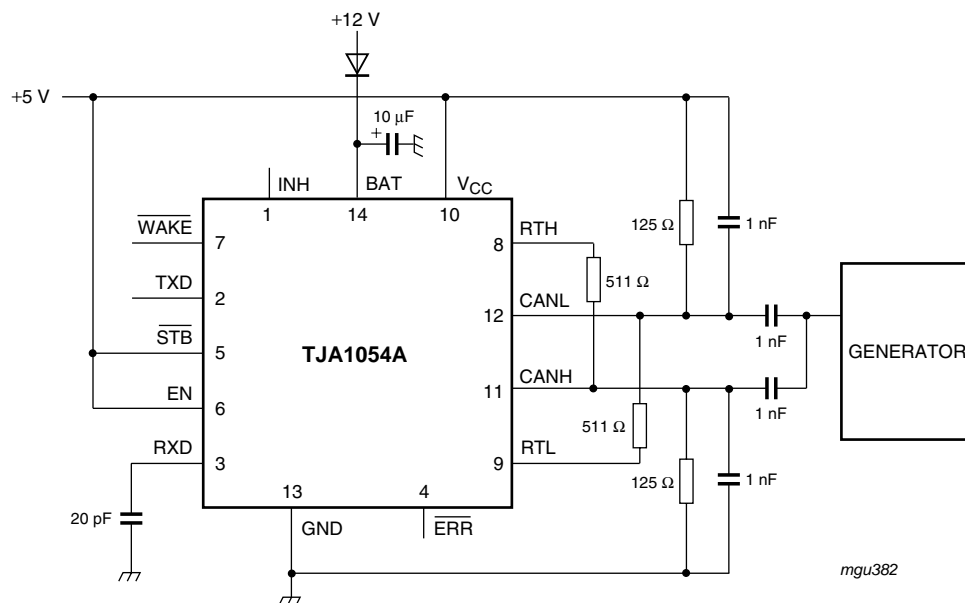 +12 V
+5 V
10 μF
+
INH
BAT
VCC
1
14
10
WAKE
7
TXD
2
STB
5
EN
6
RXD
3
20 pF
TJA1054A
RTH
8
511 Ω
CANL
12
CANH
11
511 Ω
RTL
9
125 Ω
1 nF
1 nF
1 nF
125 Ω
1 nF
GENERATOR
13
4
GND
ERR
mgu382